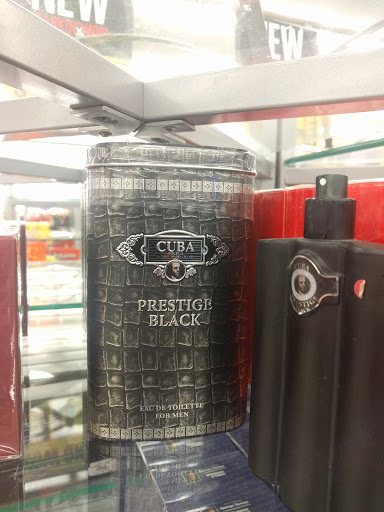 NEW
NEW
CUBA
PRESTIGE
BLACK
EAU DE TOILETTE
FOR MEN